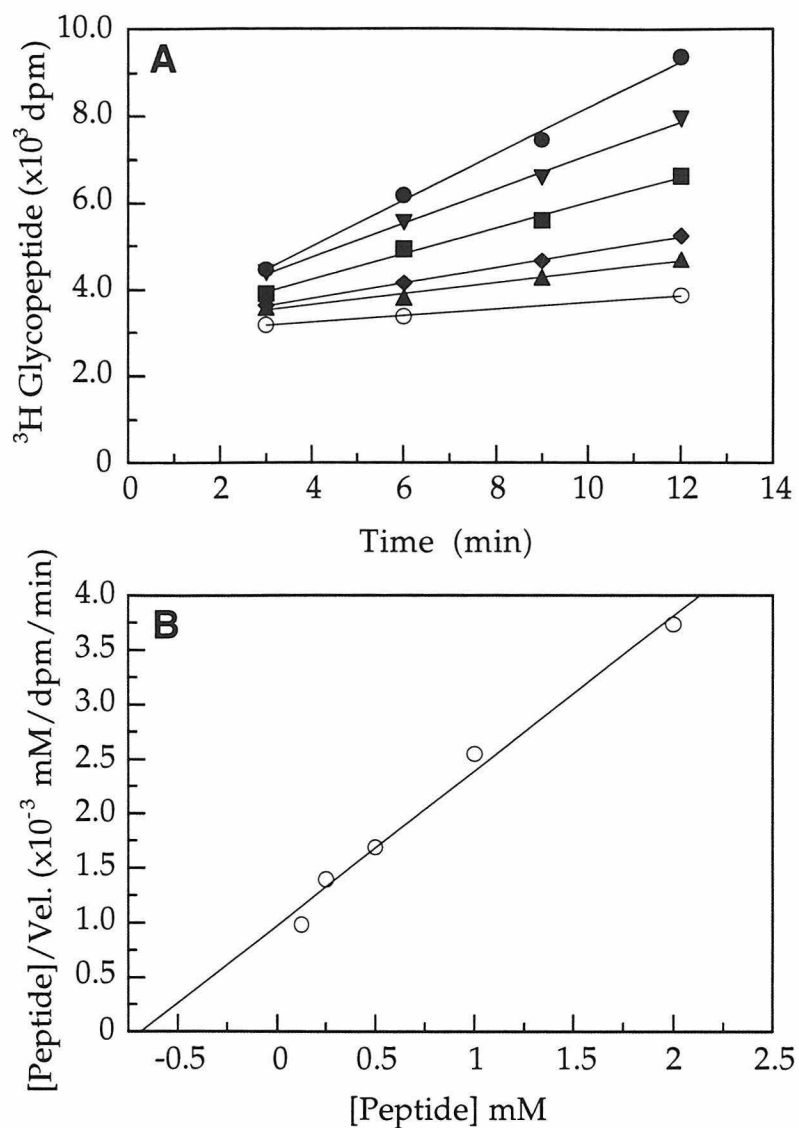 A
10.0
8.0
6.0
4.0
2.0
0
³H Glycopeptide (x10³ dpm)
0 2 4 6 8 10 12 14
Time (min)
B
4.0
3.5
3.0
2.5
2.0
1.5
1.0
0.5
0
[Peptide]/Vel. (x10⁻³ mM/dpm/min)
-0.5 0 0.5 1 1.5 2 2.5
[Peptide] mM